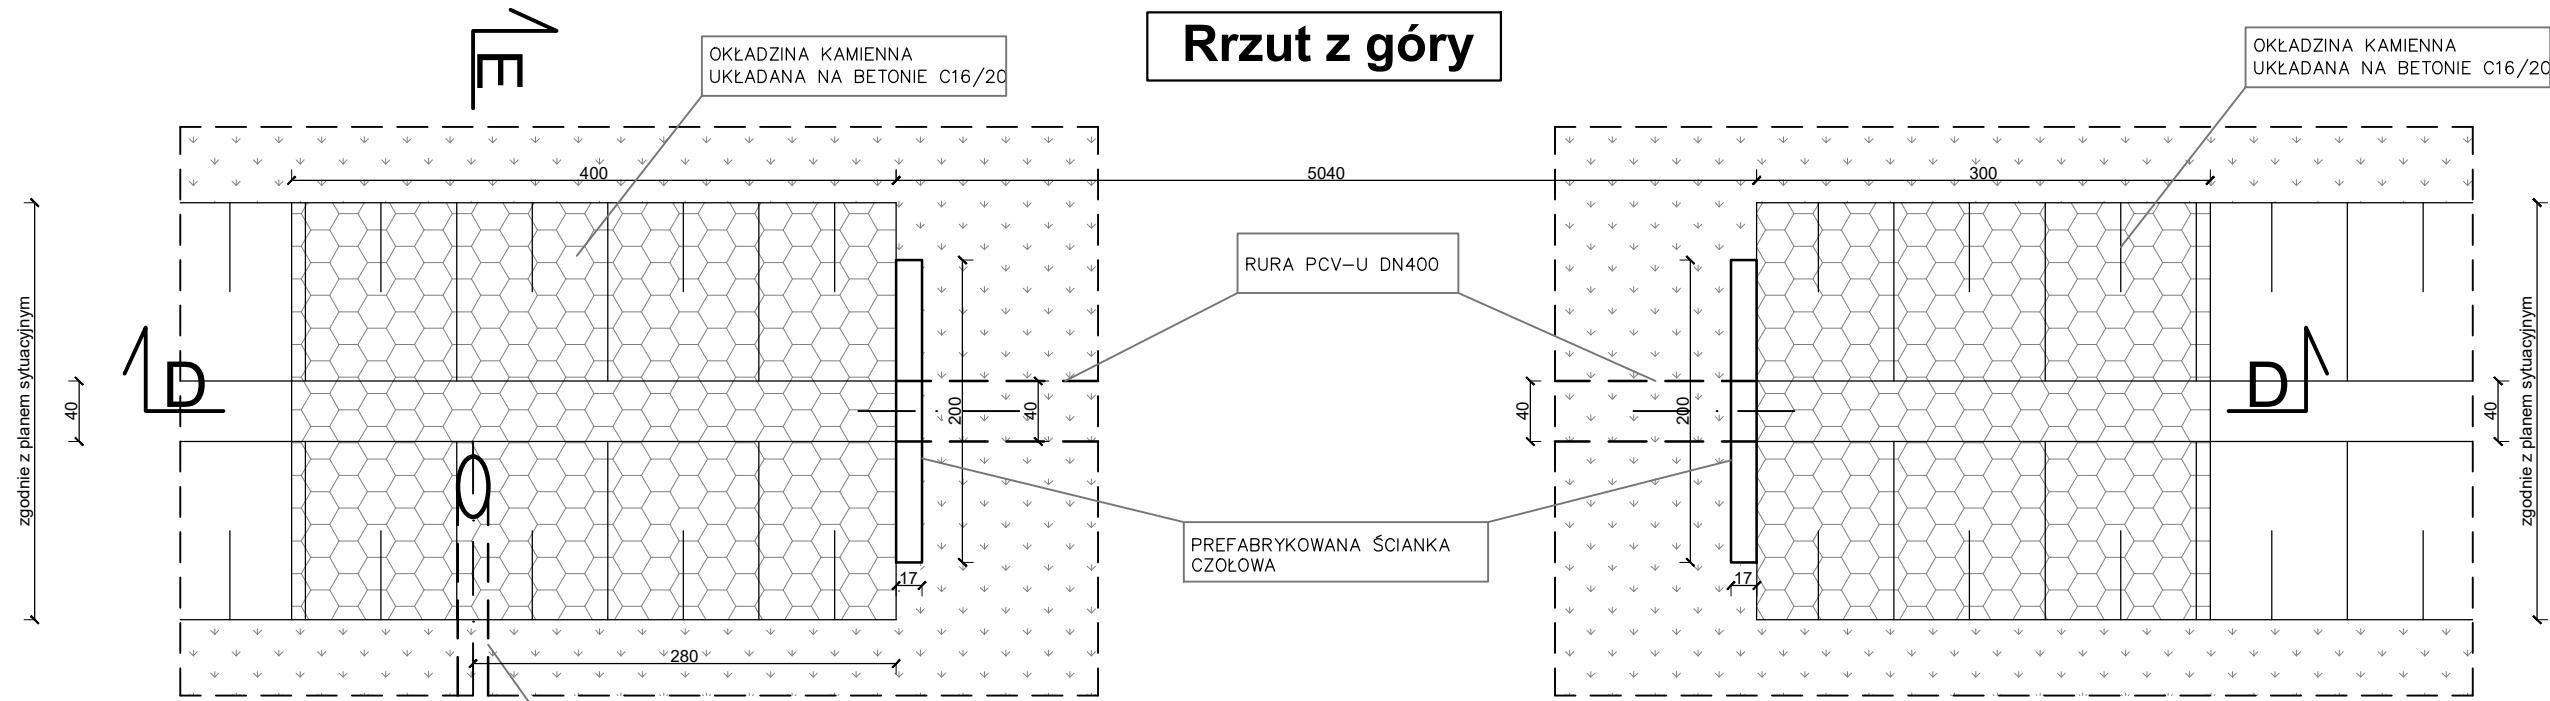 Rrzut z góry
E
OKŁADZINA KAMIENNA
UKŁADANA NA BETONIE C16/20
OKŁADZINA KAMIENNA
UKŁADANA NA BETONIE C16/20
400
5040
300
RURA PCV-U DN400
zgodnie z planem sytuacyjnym
40
D
200
40
40
200
D
40
zgodnie z planem sytuacyjnym
PREFABRYKOWANA ŚCIANKA
CZOŁOWA
17
17
280